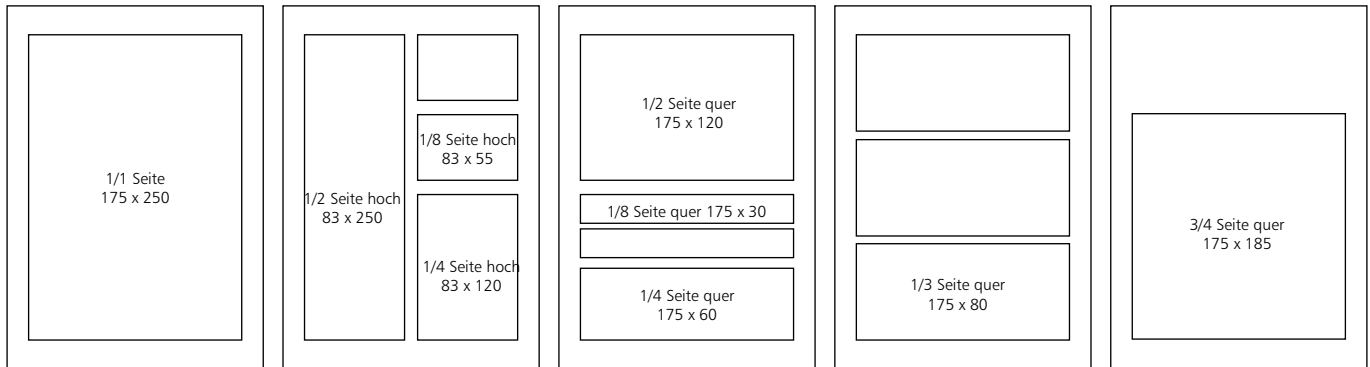 1/1 Seite
175 x 250
1/2 Seite hoch
83 x 250
1/8 Seite hoch
83 x 55
1/4 Seite hoch
83 x 120
1/2 Seite quer
175 x 120
1/8 Seite quer 175 x 30
1/4 Seite quer
175 x 60
1/3 Seite quer
175 x 80
3/4 Seite quer
175 x 185